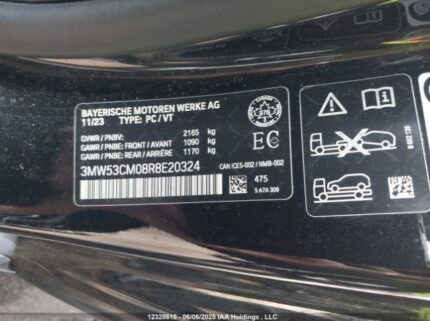 BAYERISCHE MOTOREN WERKE AG
11/23 TYPE: PC/VT
GVWR / PNBV: 2165 kg
GAWR / PNBE: FRONT / AVANT 1090 kg
GAWR / PNBE: REAR / ARRIÈRE 1170 kg
3MW53CM08R8E20324
EC
CAN ICES-002 / NMB-002
475
5 A7A 309
12326615 - 06/06/2025 IAA Holdings